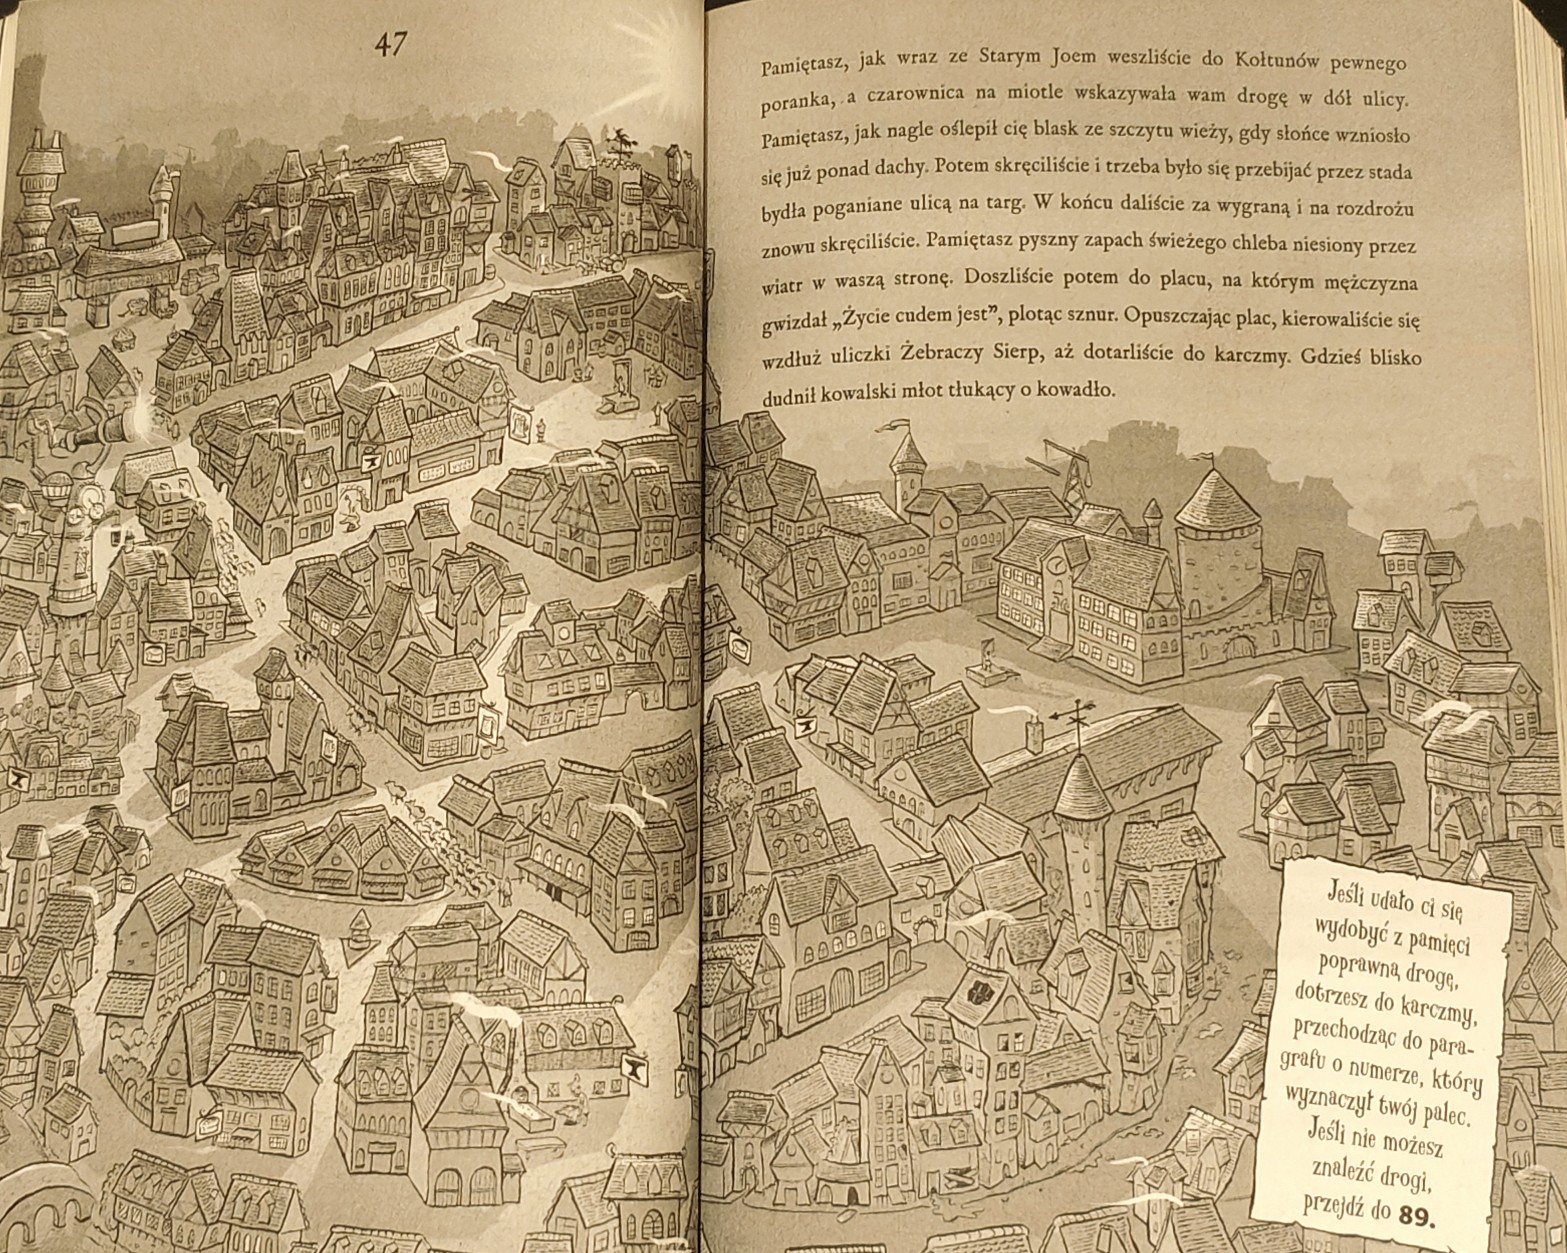 47
Pamiętasz, jak wraz ze Starym Joem weszliście do Kołtunów pewnego
poranka, a czarownica na miotle wskazywała wam drogę w dół ulicy.
Pamiętasz, jak nagle oślepił cię blask ze szczytu wieży, gdy słońce wzniosło
się już ponad dachy. Potem skręciliście i trzeba było się przebijać przez stada
bydła poganiane ulicą na targ. W końcu daliście za wygraną i na rozdrożu
znowu skręciliście. Pamiętasz pyszny zapach świeżego chleba niesiony przez
wiatr w waszą stronę. Doszliście potem do placu, na którym mężczyzna
gwizdał „Życie cudem jest”, plotąc sznur. Opuszczając plac, kierowaliście się
wzdłuż uliczki Żebraczy Sierp, aż dotarliście do karczmy. Gdzieś blisko
dudnił kowalski młot tłukący o kowadło.
Jeśli udało ci się
wydobyć z pamięci
poprawną drogę,
dotrzesz do karczmy,
przechodząc do para-
grafu o numerze, który
wyznaczył twój palec.
Jeśli nie możesz
znaleźć drogi,
przejdź do 89.